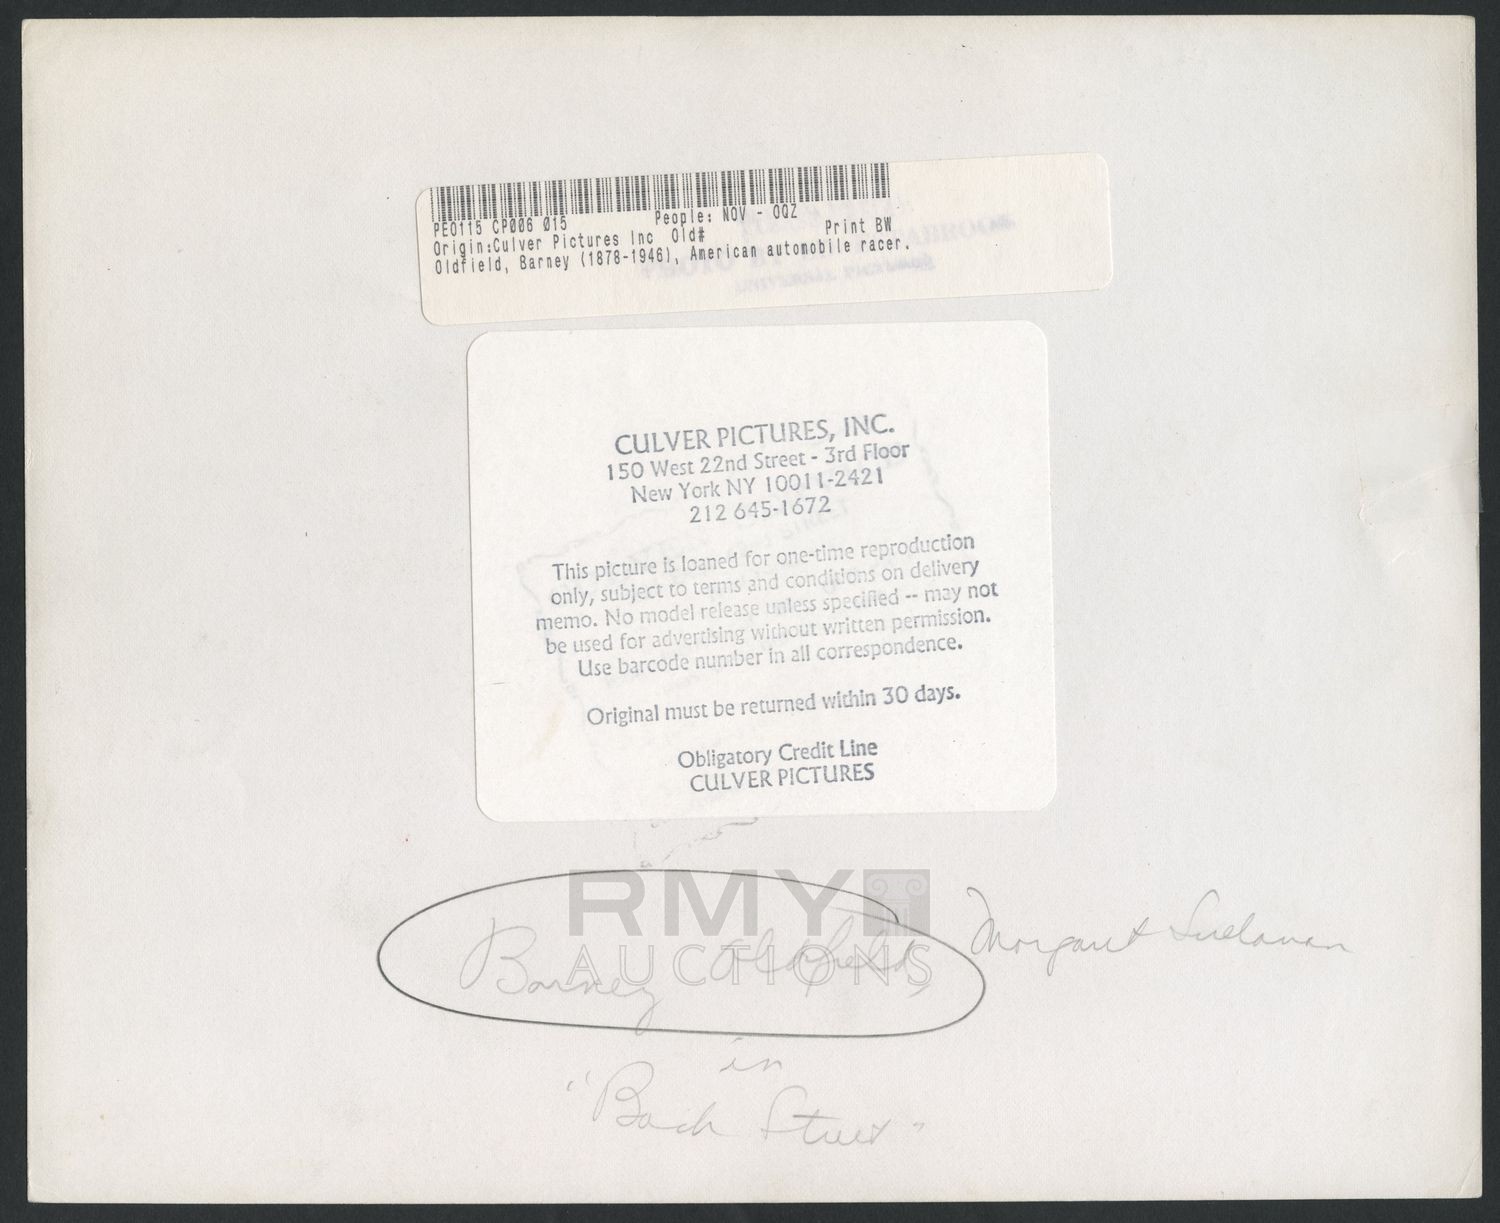 PE0115 CP006 015 People: NOV - OQZ
Origin:Culver Pictures Inc Old# Print BW
Oldfield, Barney (1878-1946), American automobile racer.
CULVER PICTURES, INC.
150 West 22nd Street - 3rd Floor
New York NY 10011-2421
212 645-1672
This picture is loaned for one-time reproduction
only, subject to terms and conditions on delivery
memo. No model release unless specified -- may not
be used for advertising without written permission.
Use barcode number in all correspondence.
Original must be returned within 30 days.
Obligatory Credit Line
CULVER PICTURES
RMY
AUCTIONS
Barney Oldfield, Margaret Sullavan
in
"Back Street"